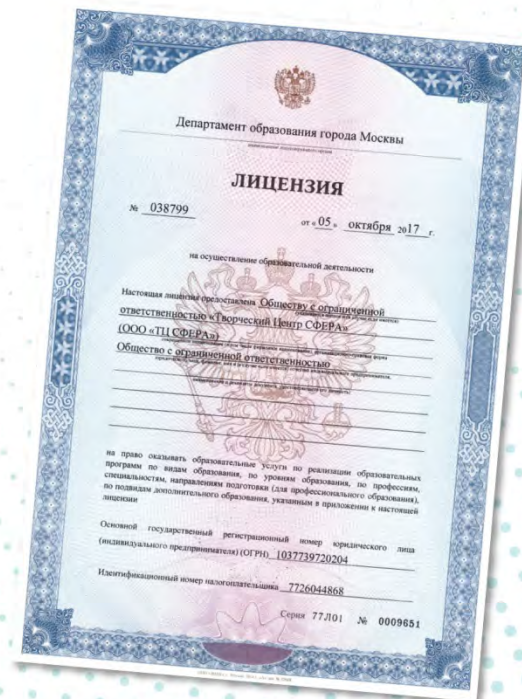 Департамент образования города Москвы
ЛИЦЕНЗИЯ
№ 038799
от « 05 » октября 2017 г.
на осуществление образовательной деятельности
Настоящая лицензия предоставлена Обществу с ограниченной
ответственностью «Творческий Центр СФЕРА»
(ООО «ТЦ СФЕРА»)
Общество с ограниченной ответственностью
на право оказывать образовательные услуги по реализации образовательных
программ по видам образования, по уровням образования, по профессиям,
специальностям, направлениям подготовки (для профессионального образования),
по подвидам дополнительного образования, указанным в приложении к настоящей
лицензии
Основной государственный регистрационный номер юридического лица
(индивидуального предпринимателя) (ОГРН) 1037739720204
Идентификационный номер налогоплательщика 7726044868
Серия 77Л01 № 0009651